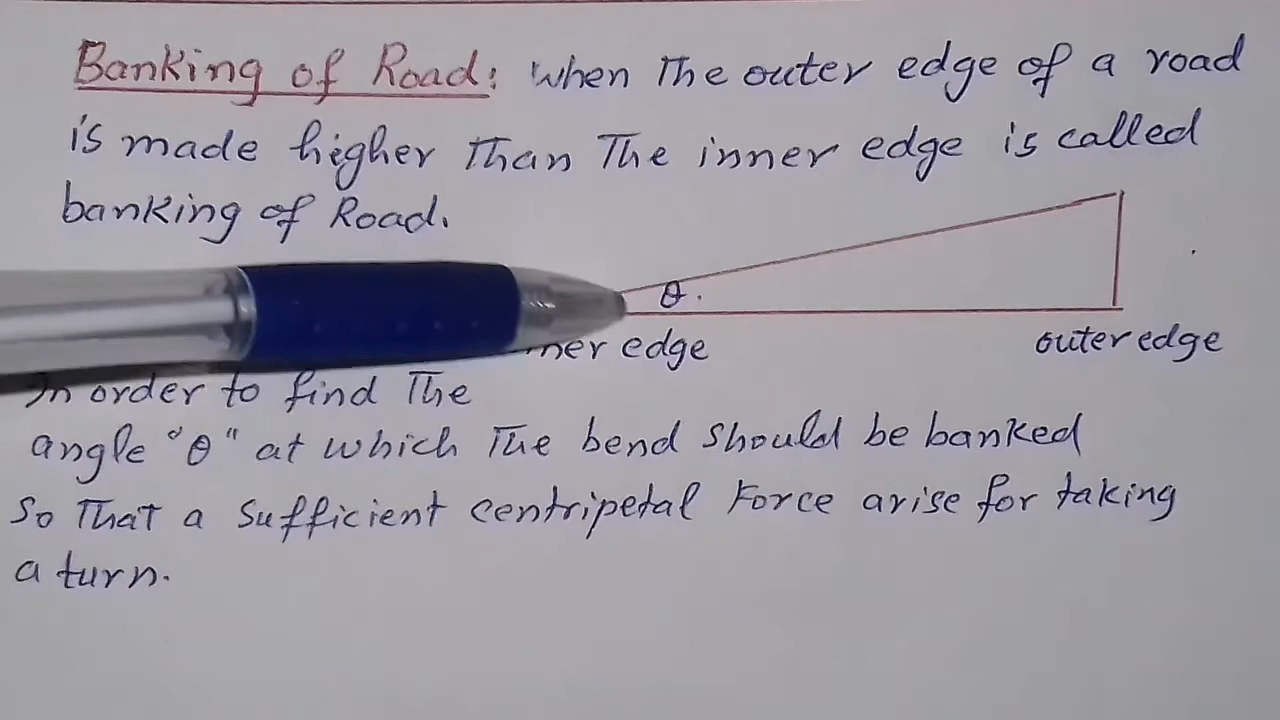 Banking of Road: When The outer edge of a road
is made higher Than The inner edge is called
banking of Road.
θ.
edge
outer edge
In order to find The
angle "θ" at which The bend should be banked
So That a sufficient centripetal Force arise for taking
a turn.